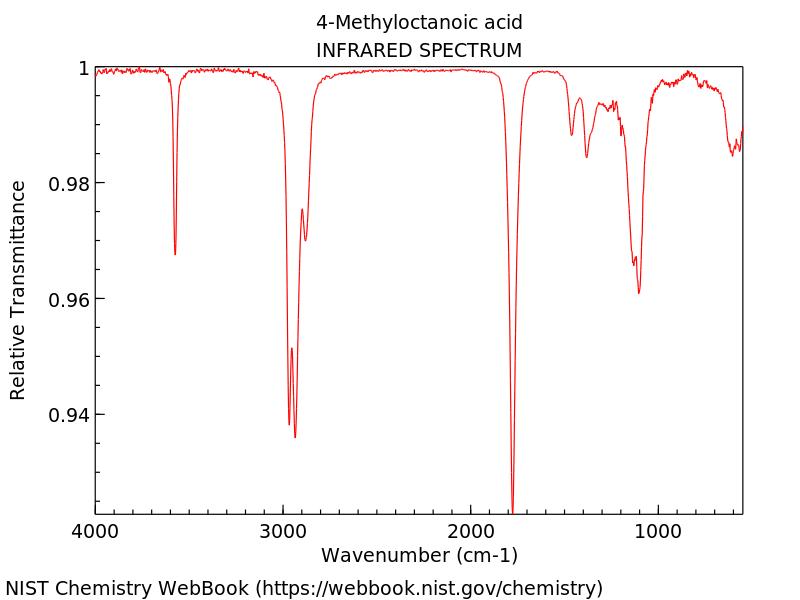 4-Methyloctanoic acid
INFRARED SPECTRUM
1
0.98
0.96
0.94
Relative Transmittance
4000 3000 2000 1000
Wavenumber (cm-1)
NIST Chemistry WebBook (https://webbook.nist.gov/chemistry)